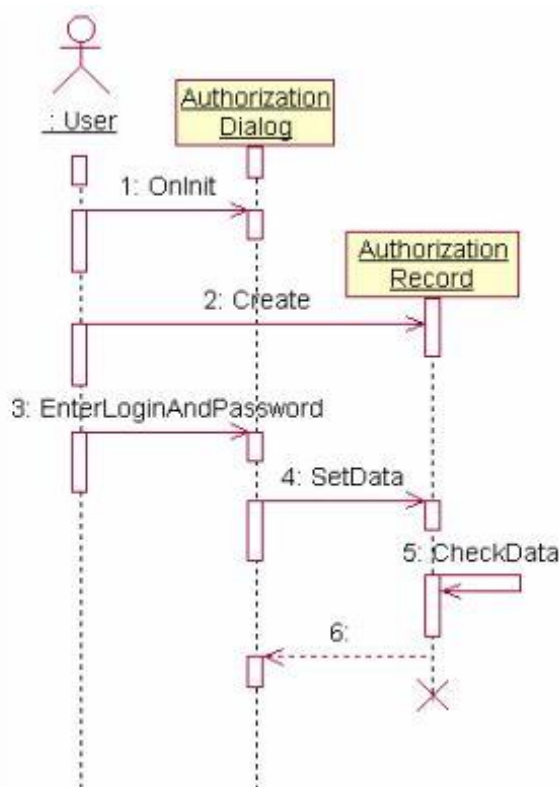 : User
Authorization
Dialog
1: OnInit
Authorization
Record
2: Create
3: EnterLoginAndPassword
4: SetData
5: CheckData
6: